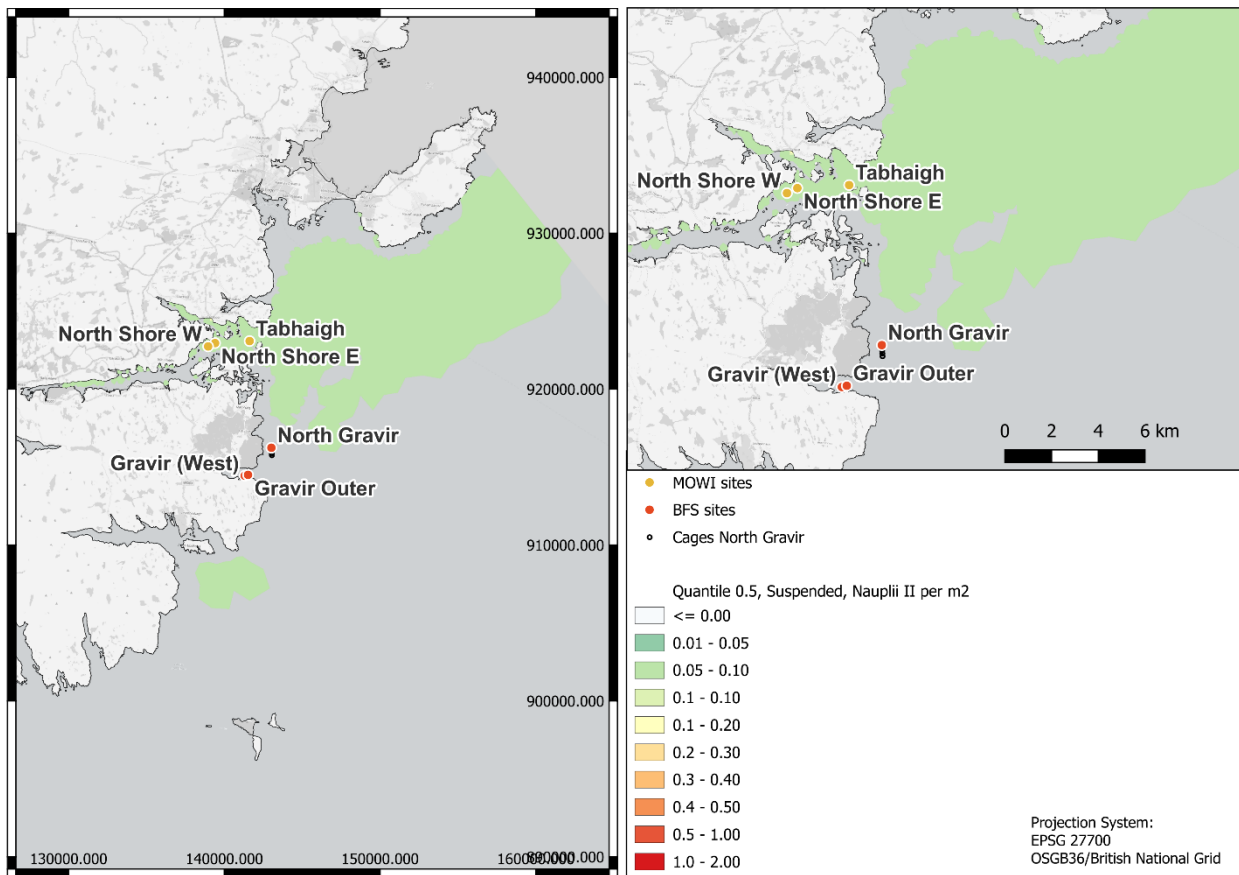 940000.000
930000.000
North Shore W
Tabhaigh
North Shore E
920000.000
North Gravir
Gravir (West)
Gravir Outer
910000.000
900000.000
130000.000
140000.000
150000.000
160000.000
North Shore W
Tabhaigh
North Shore E
North Gravir
Gravir (West)
Gravir Outer
0 2 4 6 km
MOWI sites
BFS sites
Cages North Gravir
Quantile 0.5, Suspended, Nauplii II per m2
<= 0.00
0.01 - 0.05
0.05 - 0.10
0.1 - 0.10
0.1 - 0.20
0.2 - 0.30
0.3 - 0.40
0.4 - 0.50
0.5 - 1.00
1.0 - 2.00
Projection System:
EPSG 27700
OSGB36/British National Grid